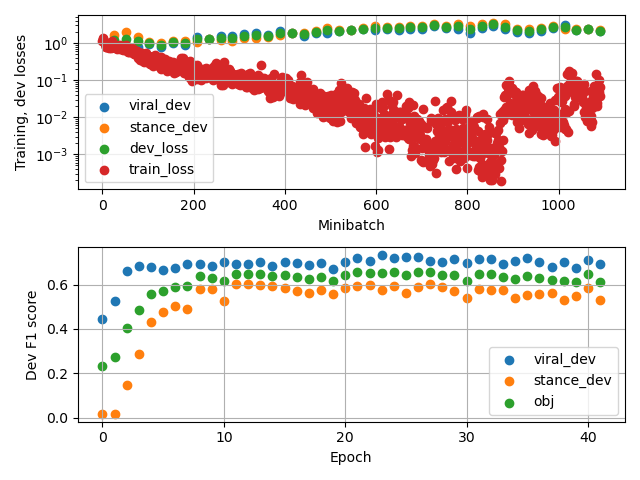 Training, dev losses
10^0
10^-1
10^-2
10^-3
viral_dev
stance_dev
dev_loss
train_loss
0 200 400 600 800 1000
Minibatch
Dev F1 score
0.6
0.4
0.2
0.0
viral_dev
stance_dev
obj
0 10 20 30 40
Epoch